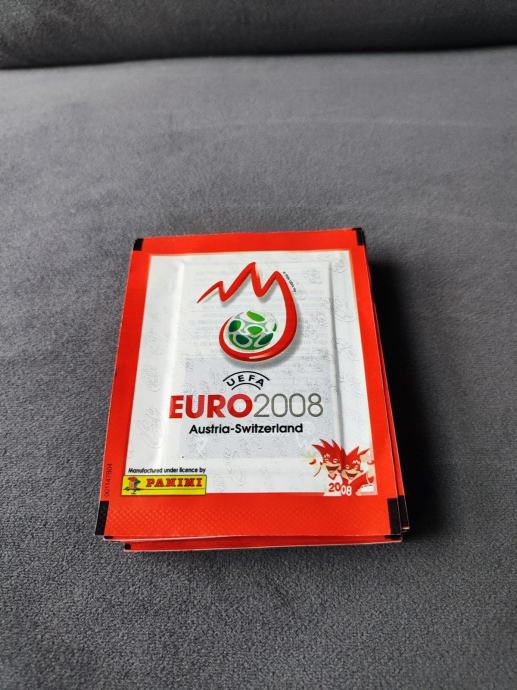 UEFA
EURO2008
Austria-Switzerland
Manufactured under licence by
PANINI
2008